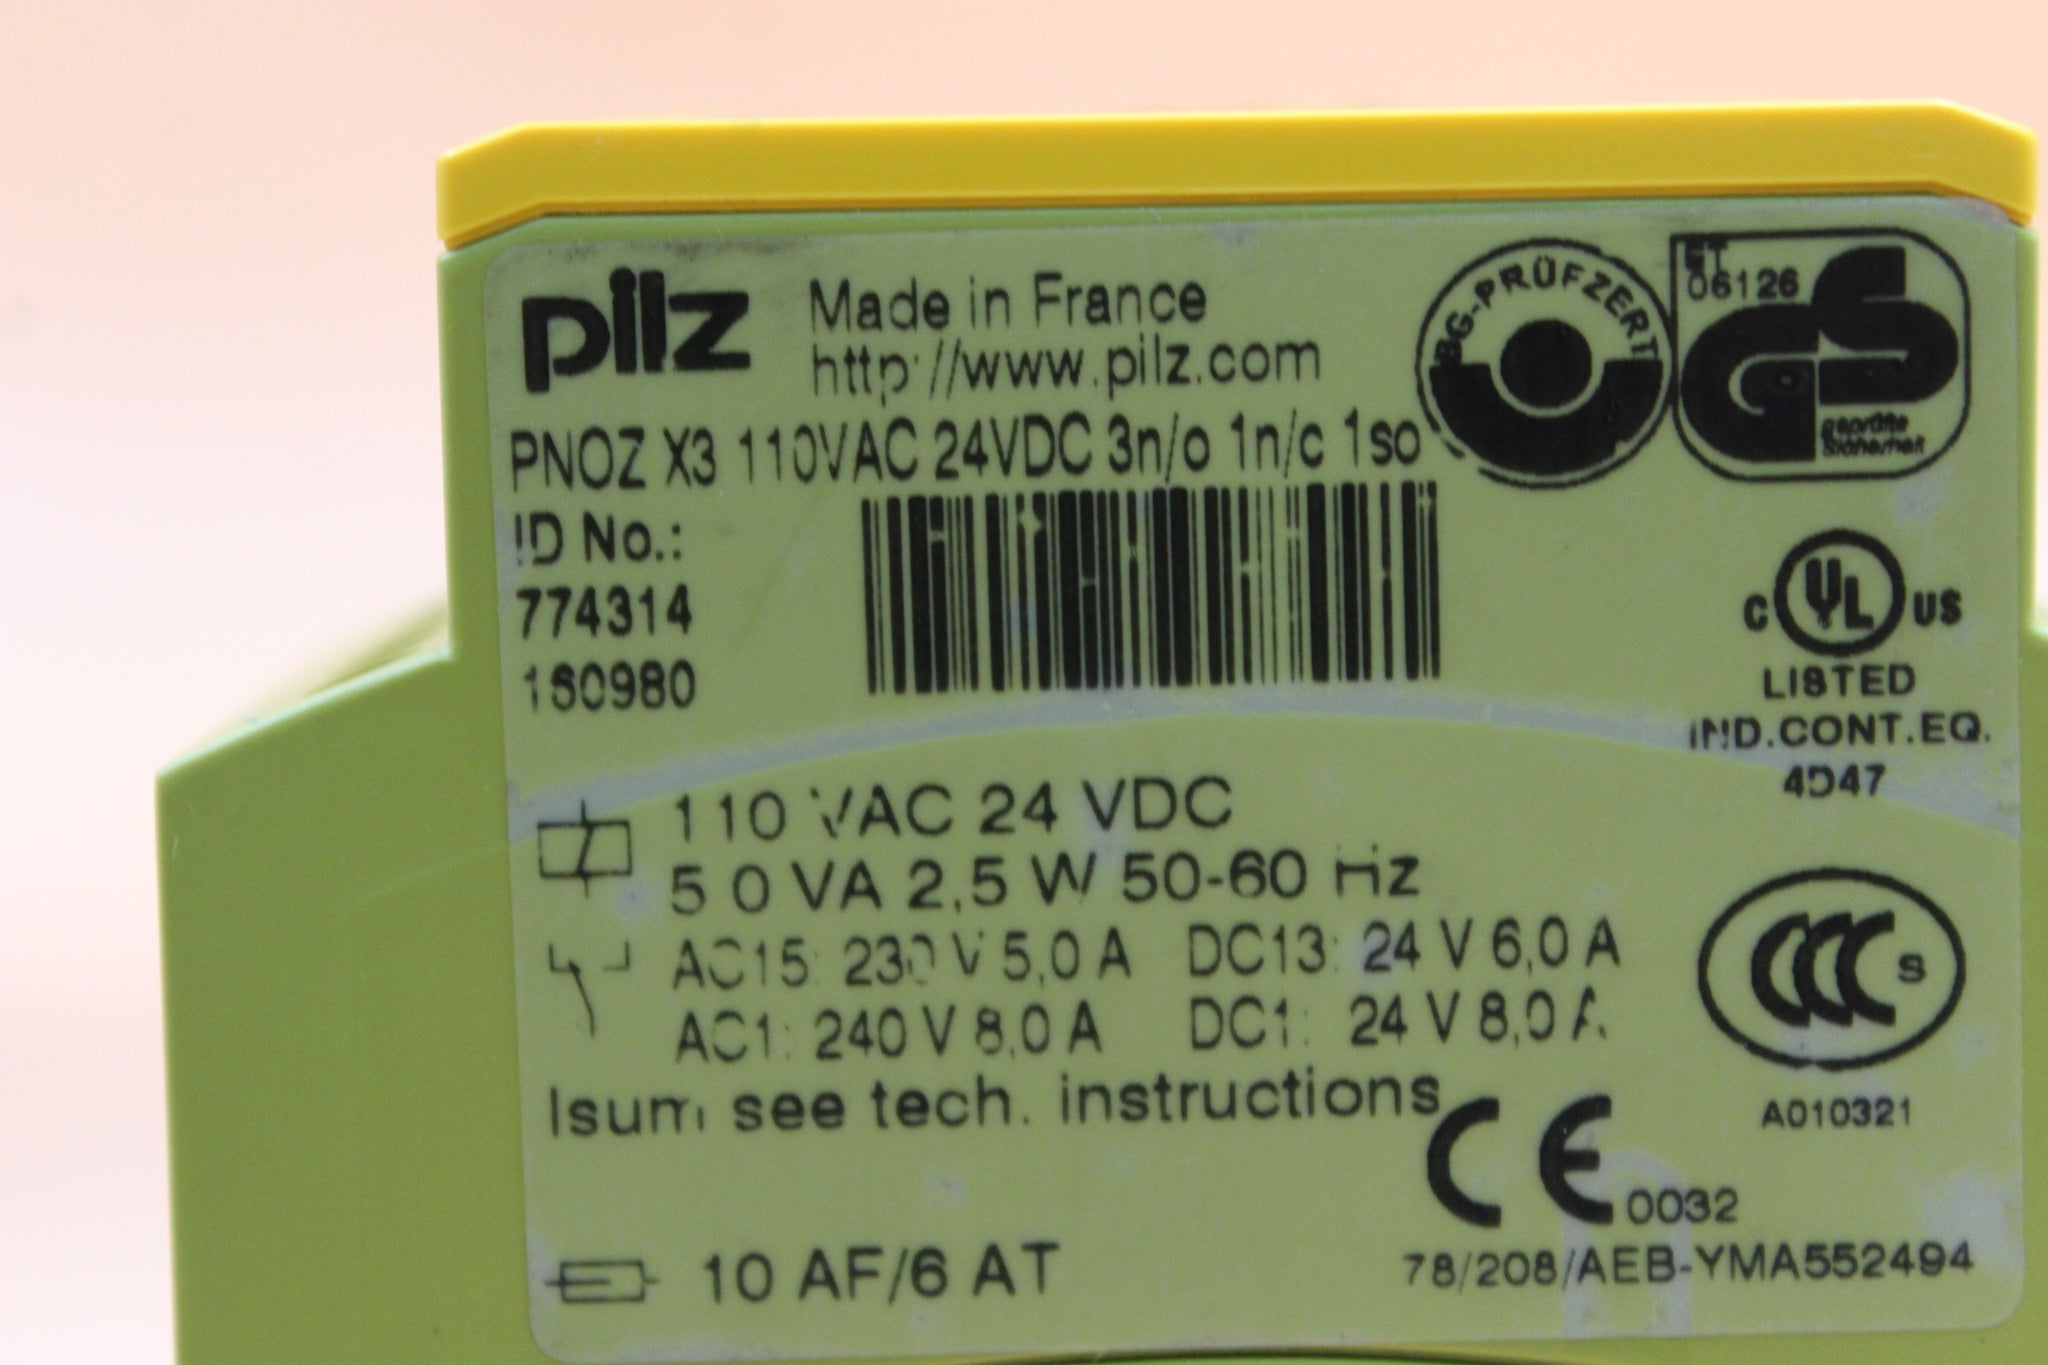 pilz
Made in France
http://www.pilz.com
BG-PRÜFZERT
ET
06126
GS
geprüfte
Sicherheit
PNOZ X3 110VAC 24VDC 3n/o 1n/c 1so
ID No.:
774314
160980
C UL US
LISTED
IND.CONT.EQ.
4D47
110 VAC 24 VDC
5,0 VA 2,5 W 50-60 Hz
AC15: 230 V 5,0 A DC13: 24 V 6,0 A
AC1: 240 V 8,0 A DC1: 24 V 8,0 A
CCC S
A010321
Isum, see tech. instructions
CE 0032
10 AF/6 AT
78/208/AEB-YMA552494